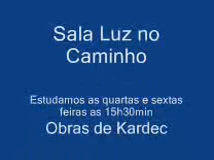 Sala Luz no
Caminho
Estudamos as quartas e sextas
feiras as 15h30min
Obras de Kardec